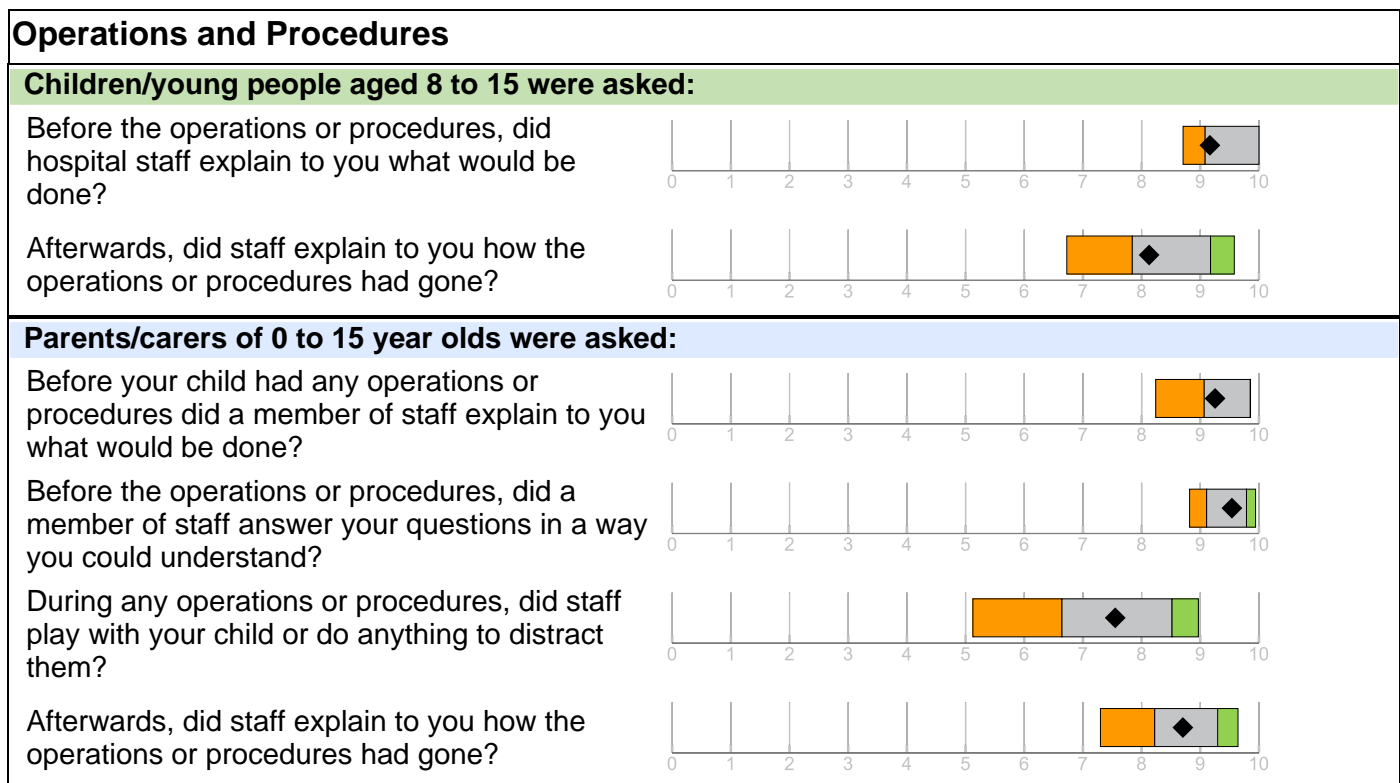 Operations and Procedures
Children/young people aged 8 to 15 were asked:
Before the operations or procedures, did
hospital staff explain to you what would be
done?
0 1 2 3 4 5 6 7 8 9 10
Afterwards, did staff explain to you how the
operations or procedures had gone?
0 1 2 3 4 5 6 7 8 9 10
Parents/carers of 0 to 15 year olds were asked:
Before your child had any operations or
procedures did a member of staff explain to you
what would be done?
0 1 2 3 4 5 6 7 8 9 10
Before the operations or procedures, did a
member of staff answer your questions in a way
you could understand?
0 1 2 3 4 5 6 7 8 9 10
During any operations or procedures, did staff
play with your child or do anything to distract
them?
0 1 2 3 4 5 6 7 8 9 10
Afterwards, did staff explain to you how the
operations or procedures had gone?
0 1 2 3 4 5 6 7 8 9 10